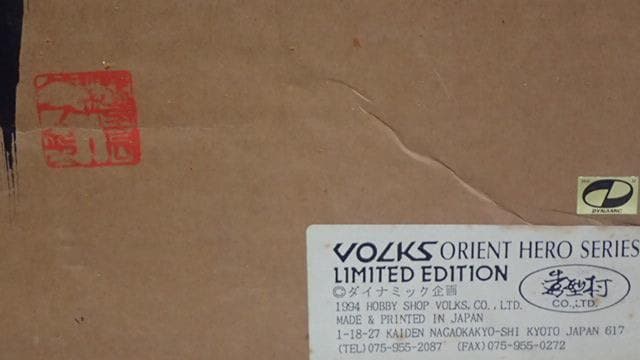 DYNAMIC
VOLKS ORIENT HERO SERIES
LIMITED EDITION
©ダイナミック企画
CO., LTD.
1994 HOBBY SHOP VOLKS, CO., LTD.
MADE & PRINTED IN JAPAN
1-18-27 KAIDEN NAGAOKAKYO-SHI KYOTO JAPAN 617
(TEL)075-955-2087 (FAX)075-955-0272